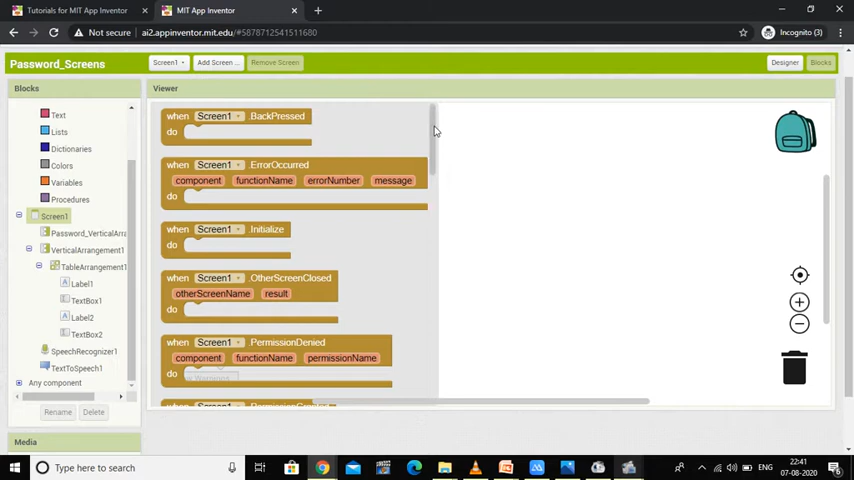 Tutorials for MIT App Inventor
MIT App Inventor
ai2.appinventor.mit.edu/#5878712541511680
Incognito (3)
Password_Screens
Screen1
Add Screen ...
Remove Screen
Designer
Blocks
Blocks
Viewer
Text
Lists
Dictionaries
Colors
Variables
Procedures
Screen1
Password_VerticalArra
VerticalArrangement1
TableArrangement1
Label1
TextBox1
Label2
TextBox2
SpeechRecognizer1
TextToSpeech1
Any component
Rename
Delete
Media
when Screen1 .BackPressed
do
when Screen1 .ErrorOccurred
component functionName errorNumber message
do
when Screen1 .Initialize
do
when Screen1 .OtherScreenClosed
otherScreenName result
do
when Screen1 .PermissionDenied
component functionName permissionName
do
Warnings
Type here to search
ENG
22:41
07-08-2020